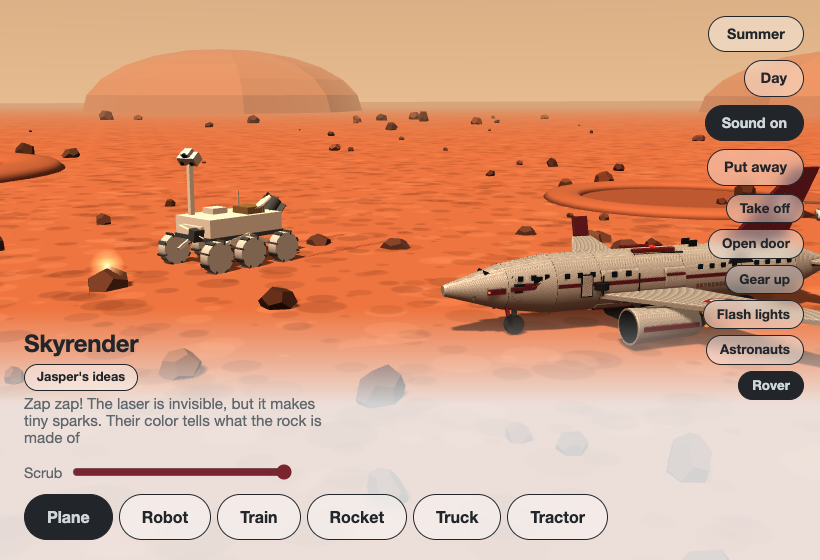 Summer
Day
Sound on
Put away
Take off
Open door
Gear up
Flash lights
Astronauts
Rover
SKYRENDER
Skyrender
Jasper's ideas
Zap zap! The laser is invisible, but it makes
tiny sparks. Their color tells what the rock is
made of
Scrub
Plane
Robot
Train
Rocket
Truck
Tractor